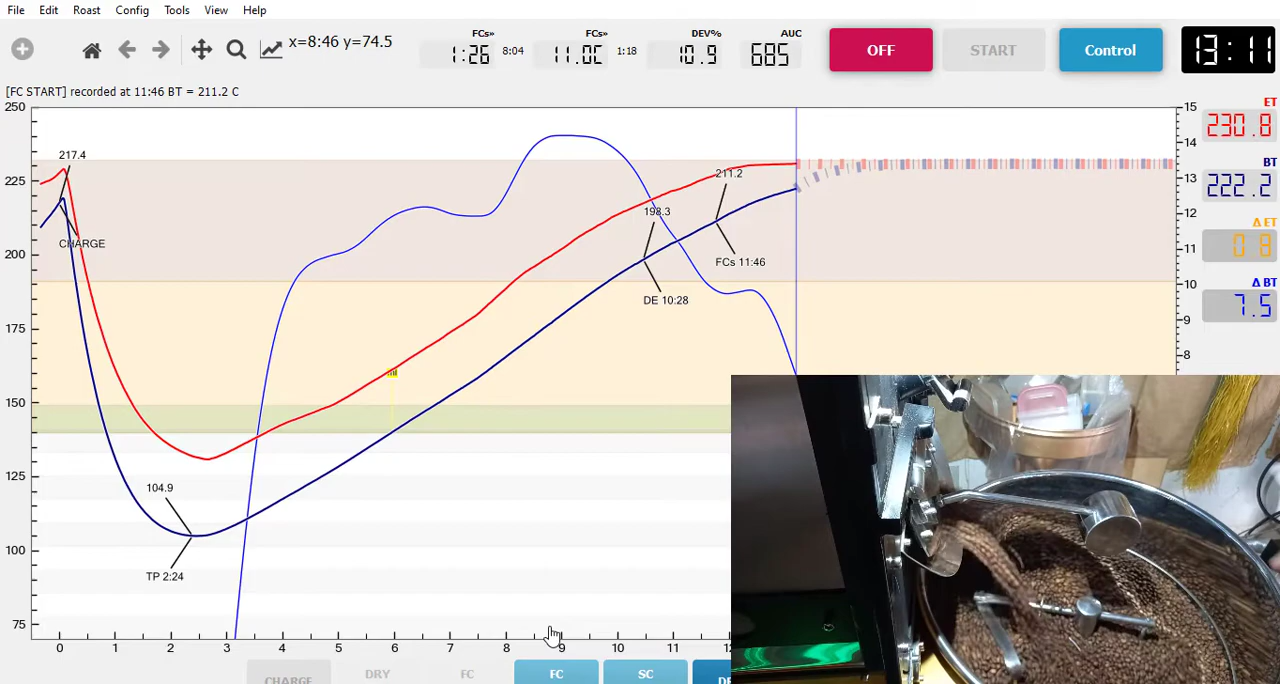 File Edit Roast Config Tools View Help
x=8:46 y=74.5
FCs»
1:26
8:04
FCs»
11.0C
1:18
DEV%
10.9
AUC
685
OFF
START
Control
13:11
[FC START] recorded at 11:46 BT = 211.2 C
ET
230.8
BT
222.2
Δ ET
0 8
Δ BT
7.5
250
225
200
175
150
125
100
75
15
14
13
12
11
10
9
8
217.4
CHARGE
104.9
TP 2:24
198.3
DE 10:28
211.2
FCs 11:46
0 1 2 3 4 5 6 7 8 9 10 11
CHARGE
DRY
FC
FC
SC